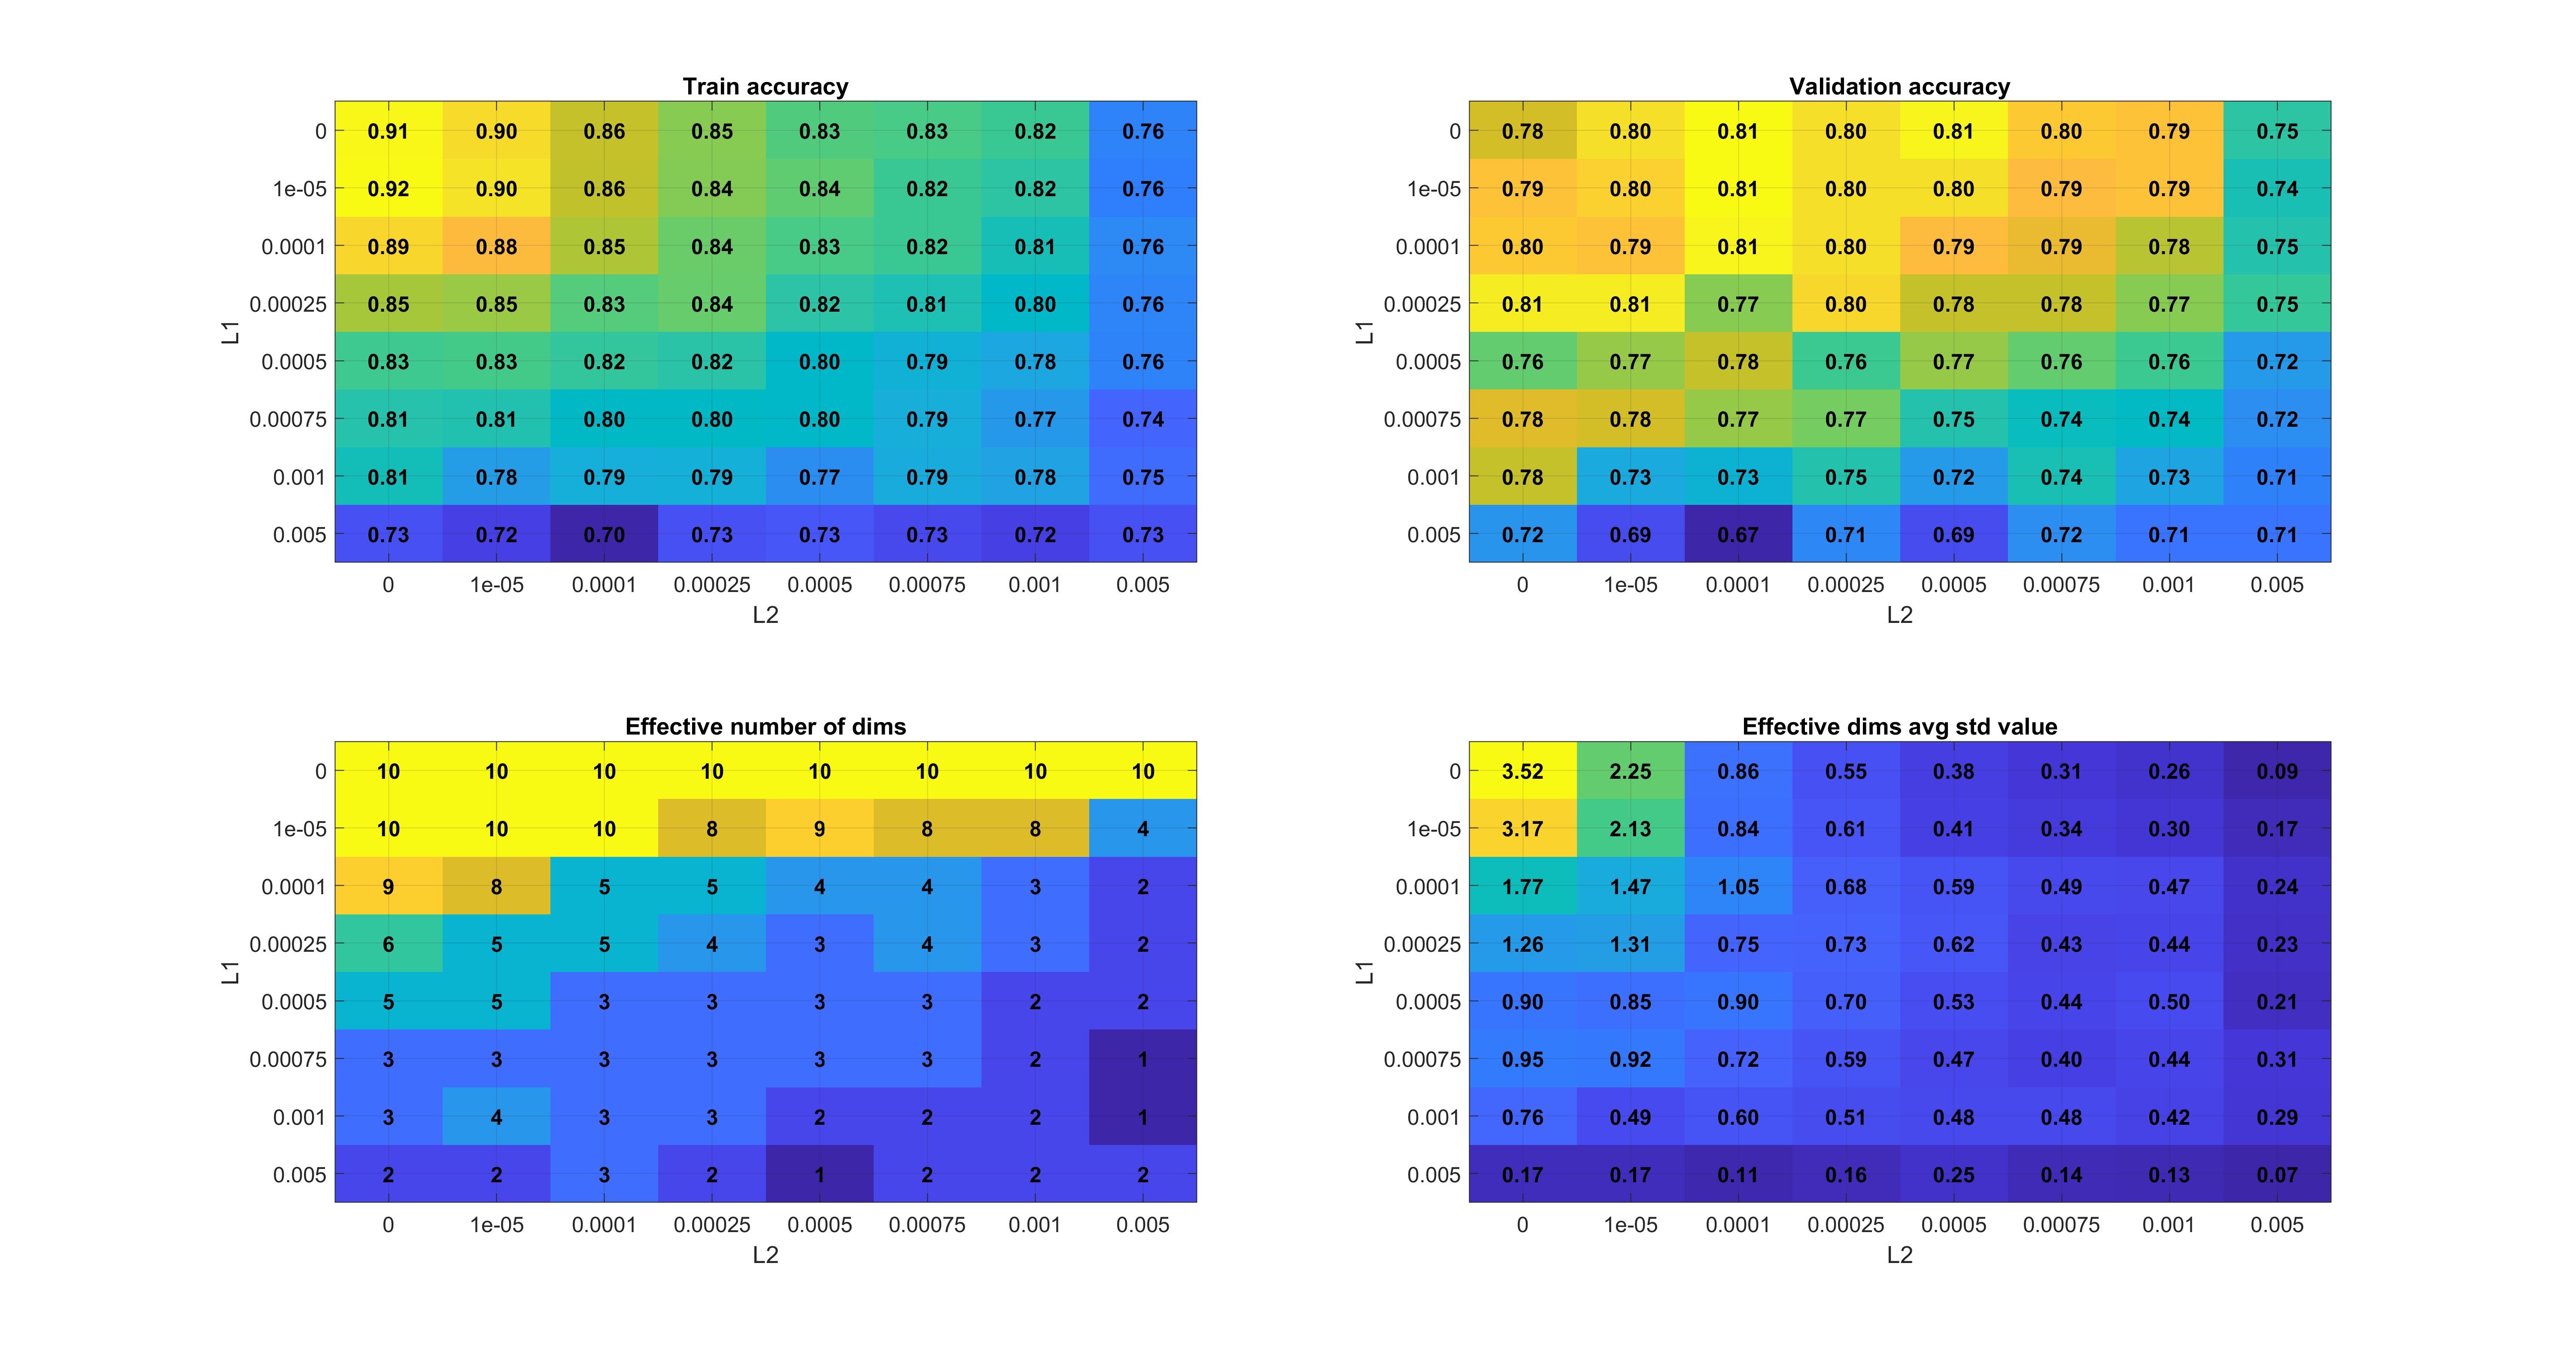 Train accuracy
0 0.91 0.90 0.86 0.85 0.83 0.83 0.82 0.76
1e-05 0.92 0.90 0.86 0.84 0.84 0.82 0.82 0.76
0.0001 0.89 0.88 0.85 0.84 0.83 0.82 0.81 0.76
0.00025 0.85 0.85 0.83 0.84 0.82 0.81 0.80 0.76
0.0005 0.83 0.83 0.82 0.82 0.80 0.79 0.78 0.76
0.00075 0.81 0.81 0.80 0.80 0.80 0.79 0.77 0.74
0.001 0.81 0.78 0.79 0.79 0.77 0.79 0.78 0.75
0.005 0.73 0.72 0.70 0.73 0.73 0.73 0.72 0.73
0 1e-05 0.0001 0.00025 0.0005 0.00075 0.001 0.005
L1
L2
Validation accuracy
0 0.78 0.80 0.81 0.80 0.81 0.80 0.79 0.75
1e-05 0.79 0.80 0.81 0.80 0.80 0.79 0.79 0.74
0.0001 0.80 0.79 0.81 0.80 0.79 0.79 0.78 0.75
0.00025 0.81 0.81 0.77 0.80 0.78 0.78 0.77 0.75
0.0005 0.76 0.77 0.78 0.76 0.77 0.76 0.76 0.72
0.00075 0.78 0.78 0.77 0.77 0.75 0.74 0.74 0.72
0.001 0.78 0.73 0.73 0.75 0.72 0.74 0.73 0.71
0.005 0.72 0.69 0.67 0.71 0.69 0.72 0.71 0.71
0 1e-05 0.0001 0.00025 0.0005 0.00075 0.001 0.005
L1
L2
Effective number of dims
0 10 10 10 10 10 10 10 10
1e-05 10 10 10 8 9 8 8 4
0.0001 9 8 5 5 4 4 3 2
0.00025 6 5 5 4 3 4 3 2
0.0005 5 5 3 3 3 3 2 2
0.00075 3 3 3 3 3 3 2 1
0.001 3 4 3 3 2 2 2 1
0.005 2 2 3 2 1 2 2 2
0 1e-05 0.0001 0.00025 0.0005 0.00075 0.001 0.005
L1
L2
Effective dims avg std value
0 3.52 2.25 0.86 0.55 0.38 0.31 0.26 0.09
1e-05 3.17 2.13 0.84 0.61 0.41 0.34 0.30 0.17
0.0001 1.77 1.47 1.05 0.68 0.59 0.49 0.47 0.24
0.00025 1.26 1.31 0.75 0.73 0.62 0.43 0.44 0.23
0.0005 0.90 0.85 0.90 0.70 0.53 0.44 0.50 0.21
0.00075 0.95 0.92 0.72 0.59 0.47 0.40 0.44 0.31
0.001 0.76 0.49 0.60 0.51 0.48 0.48 0.42 0.29
0.005 0.17 0.17 0.11 0.16 0.25 0.14 0.13 0.07
0 1e-05 0.0001 0.00025 0.0005 0.00075 0.001 0.005
L1
L2